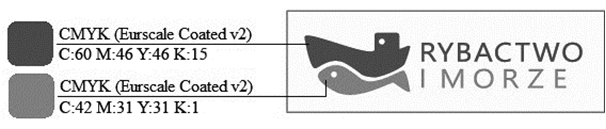 CMYK (Eurscale Coated v2)
C:60 M:46 Y:46 K:15
CMYK (Eurscale Coated v2)
C:42 M:31 Y:31 K:1
RYBACTWO
I MORZE